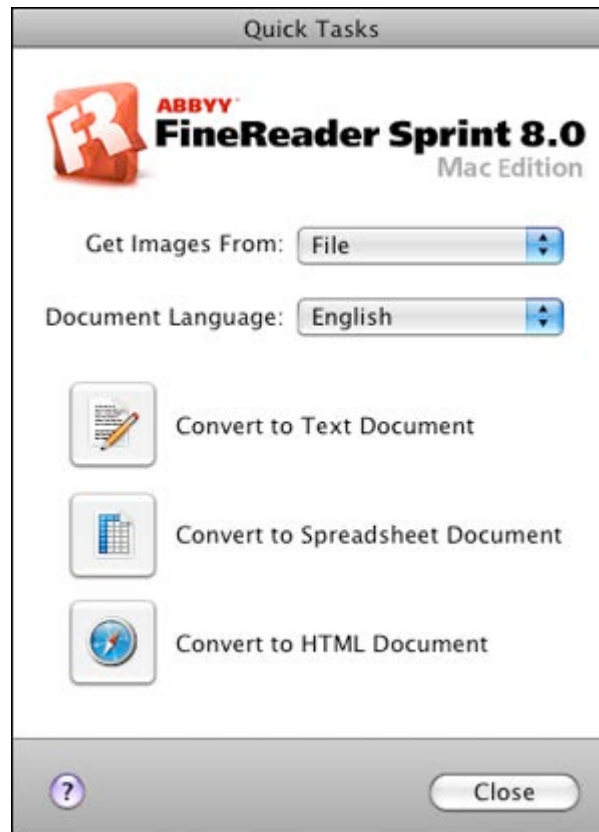 Quick Tasks
ABBYY
FineReader Sprint 8.0
Mac Edition
Get Images From: File
Document Language: English
Convert to Text Document
Convert to Spreadsheet Document
Convert to HTML Document
? Close